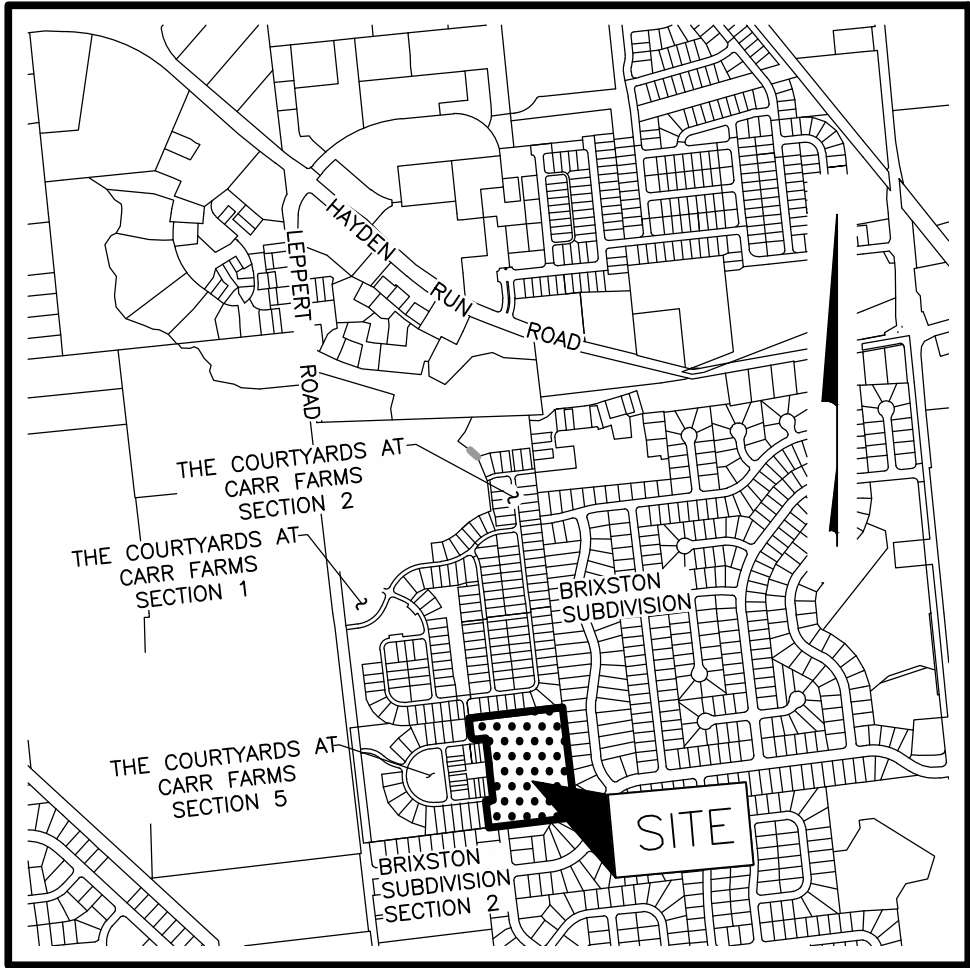 HAYDEN RUN ROAD
LEPPERT ROAD
THE COURTYARDS AT
CARR FARMS
SECTION 2
THE COURTYARDS AT
CARR FARMS
SECTION 1
BRIXSTON
SUBDIVISION
THE COURTYARDS AT
CARR FARMS
SECTION 5
SITE
BRIXSTON
SUBDIVISION
SECTION 2